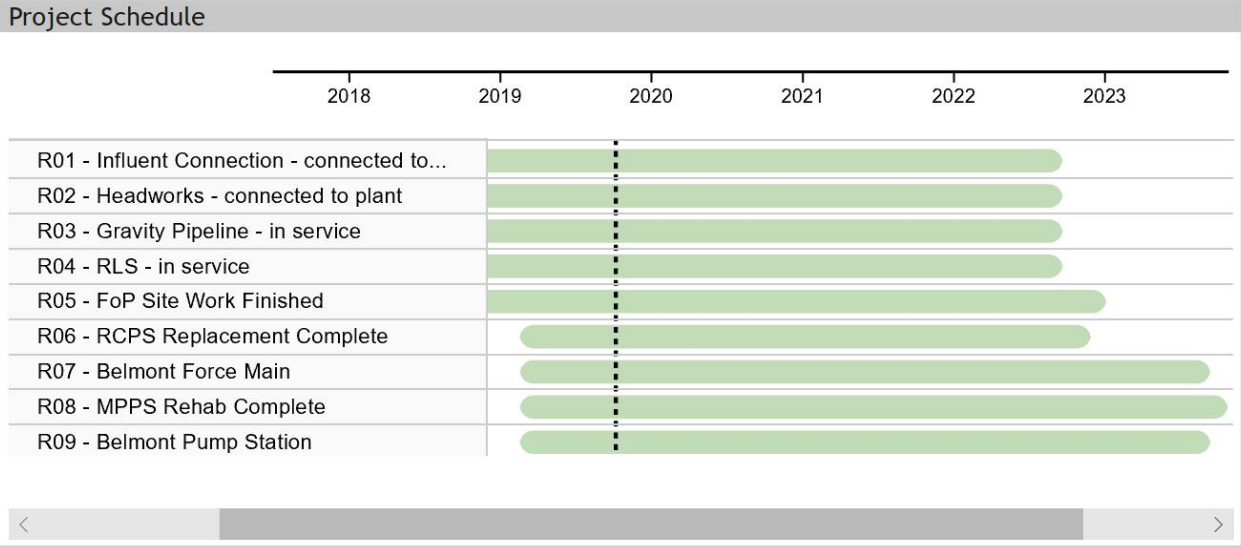 Project Schedule
2018 2019 2020 2021 2022 2023
R01 - Influent Connection - connected to...
R02 - Headworks - connected to plant
R03 - Gravity Pipeline - in service
R04 - RLS - in service
R05 - FoP Site Work Finished
R06 - RCPS Replacement Complete
R07 - Belmont Force Main
R08 - MPPS Rehab Complete
R09 - Belmont Pump Station